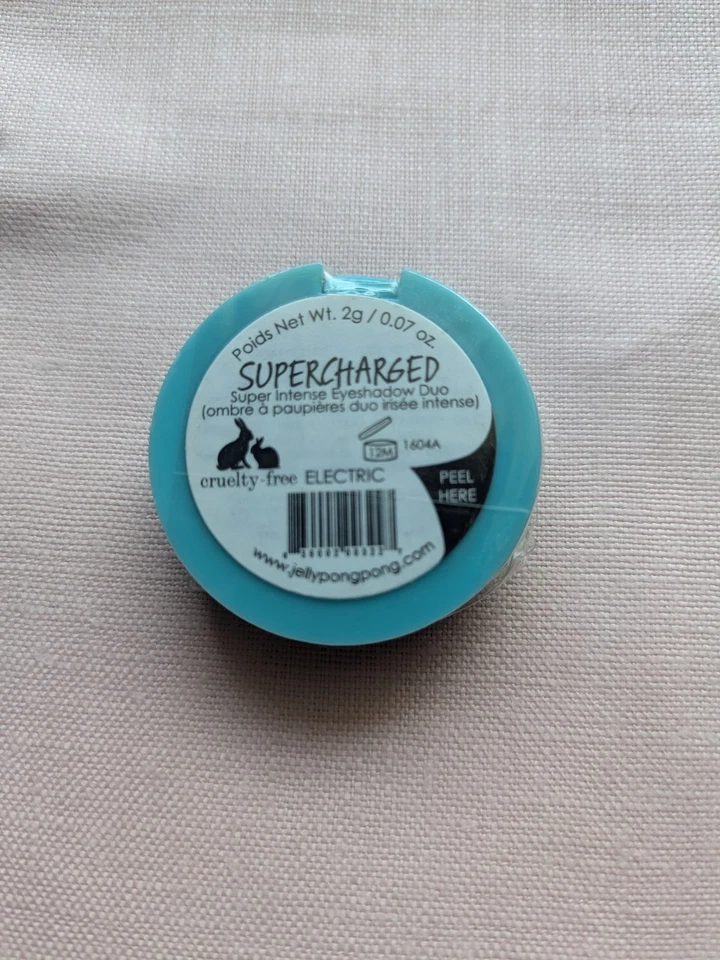 Poids Net Wt. 2g / 0.07 oz.
SUPERCHARGED
Super Intense Eyeshadow Duo
(ombre à paupières duo irisée intense)
12M
1604A
cruelty-free ELECTRIC
PEEL
HERE
www.jellypongpong.com